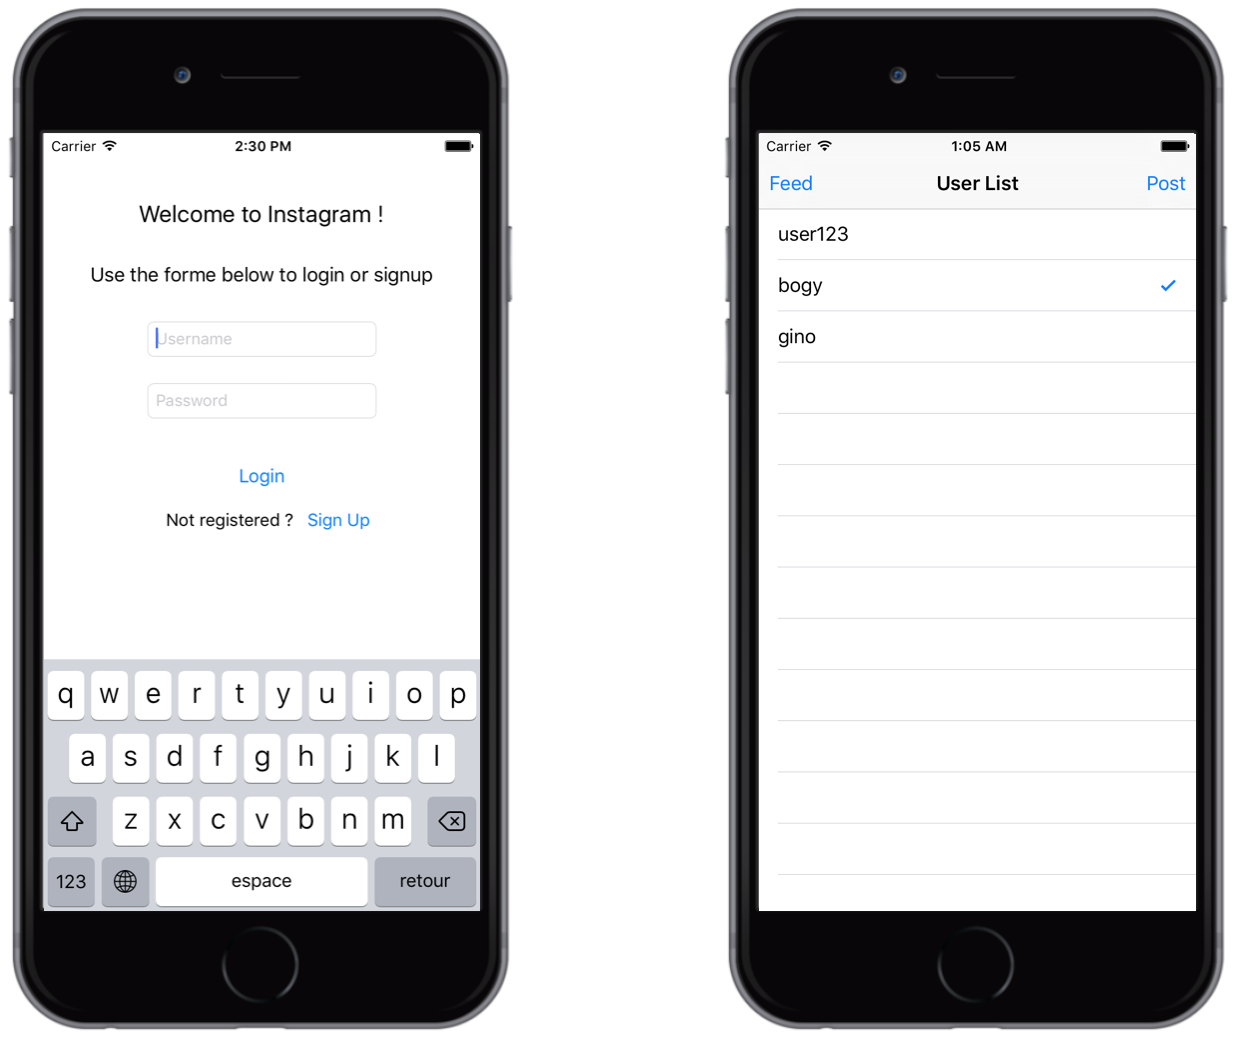 Carrier 2:30 PM
Welcome to Instagram !
Use the forme below to login or signup
Username
Password
Login
Not registered ? Sign Up
q w e r t y u i o p
a s d f g h j k l
z x c v b n m
123 espace retour
Carrier 1:05 AM
Feed User List Post
user123
bogy
gino